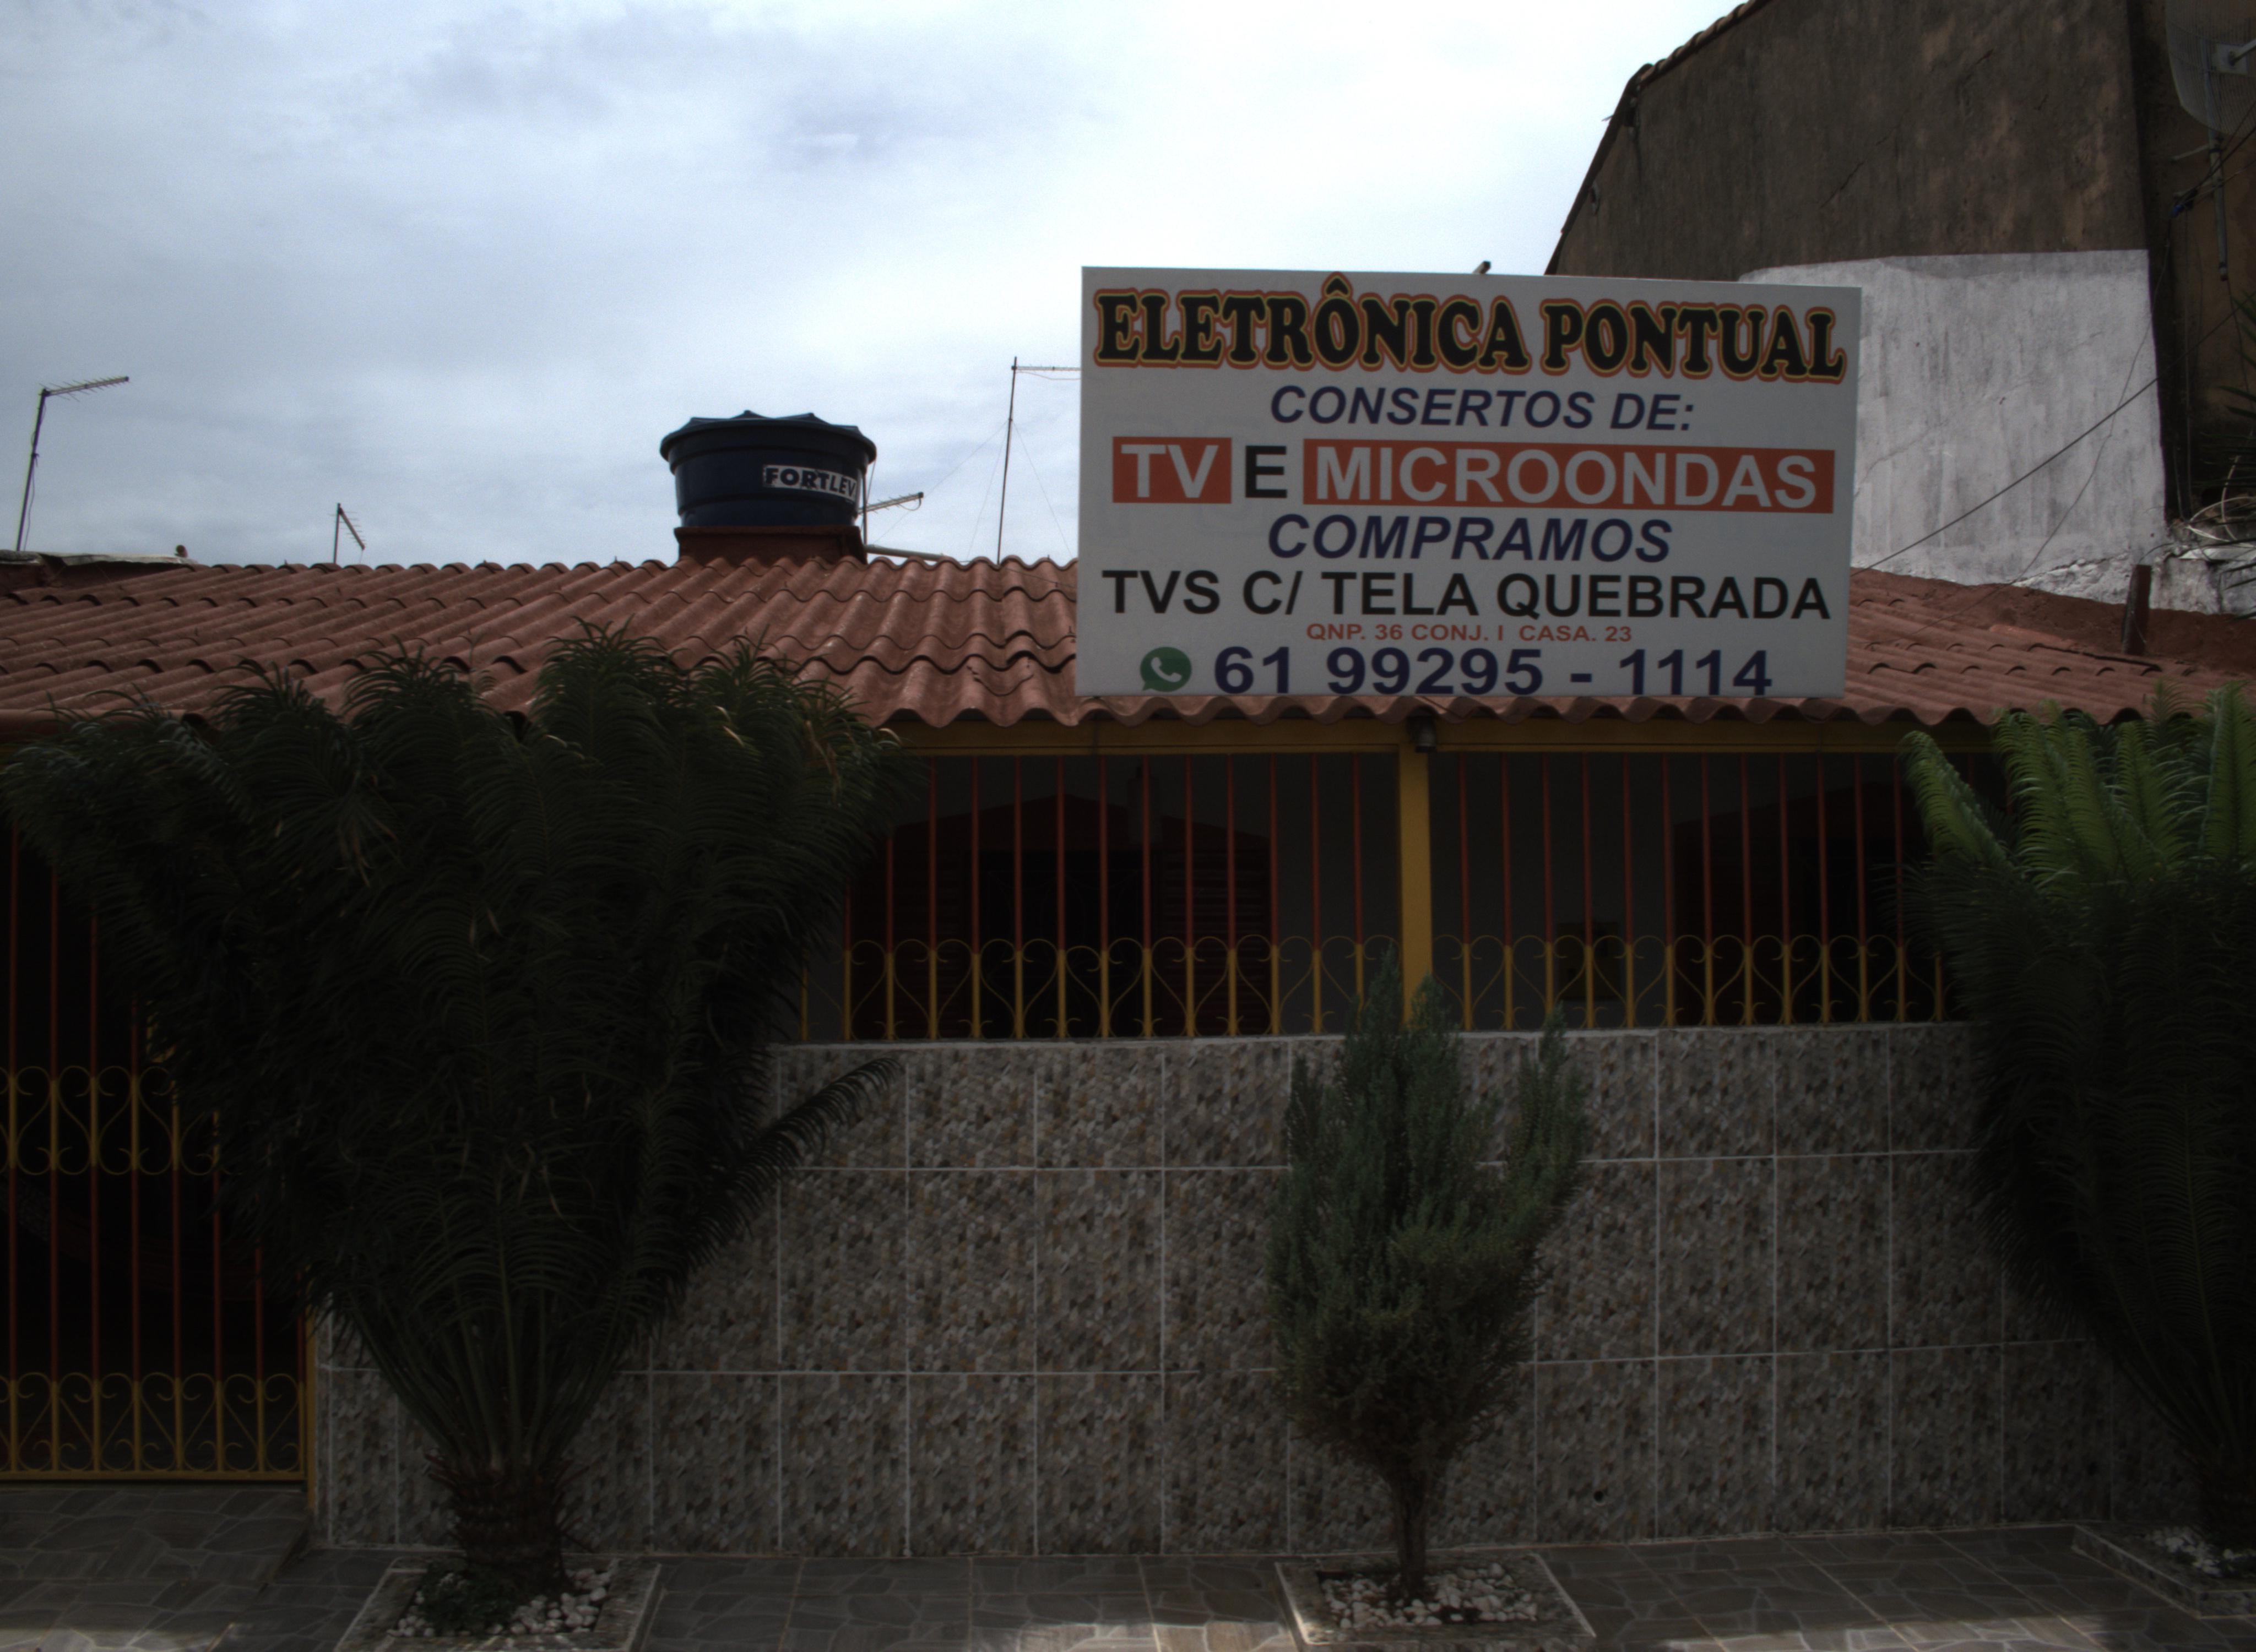 ELETRÔNICA PONTUAL
CONSERTOS DE:
TV E MICROONDAS
COMPRAMOS
TVS C/ TELA QUEBRADA
QNP. 36 CONJ. I CASA. 23
61 99295 - 1114
FORTLEV